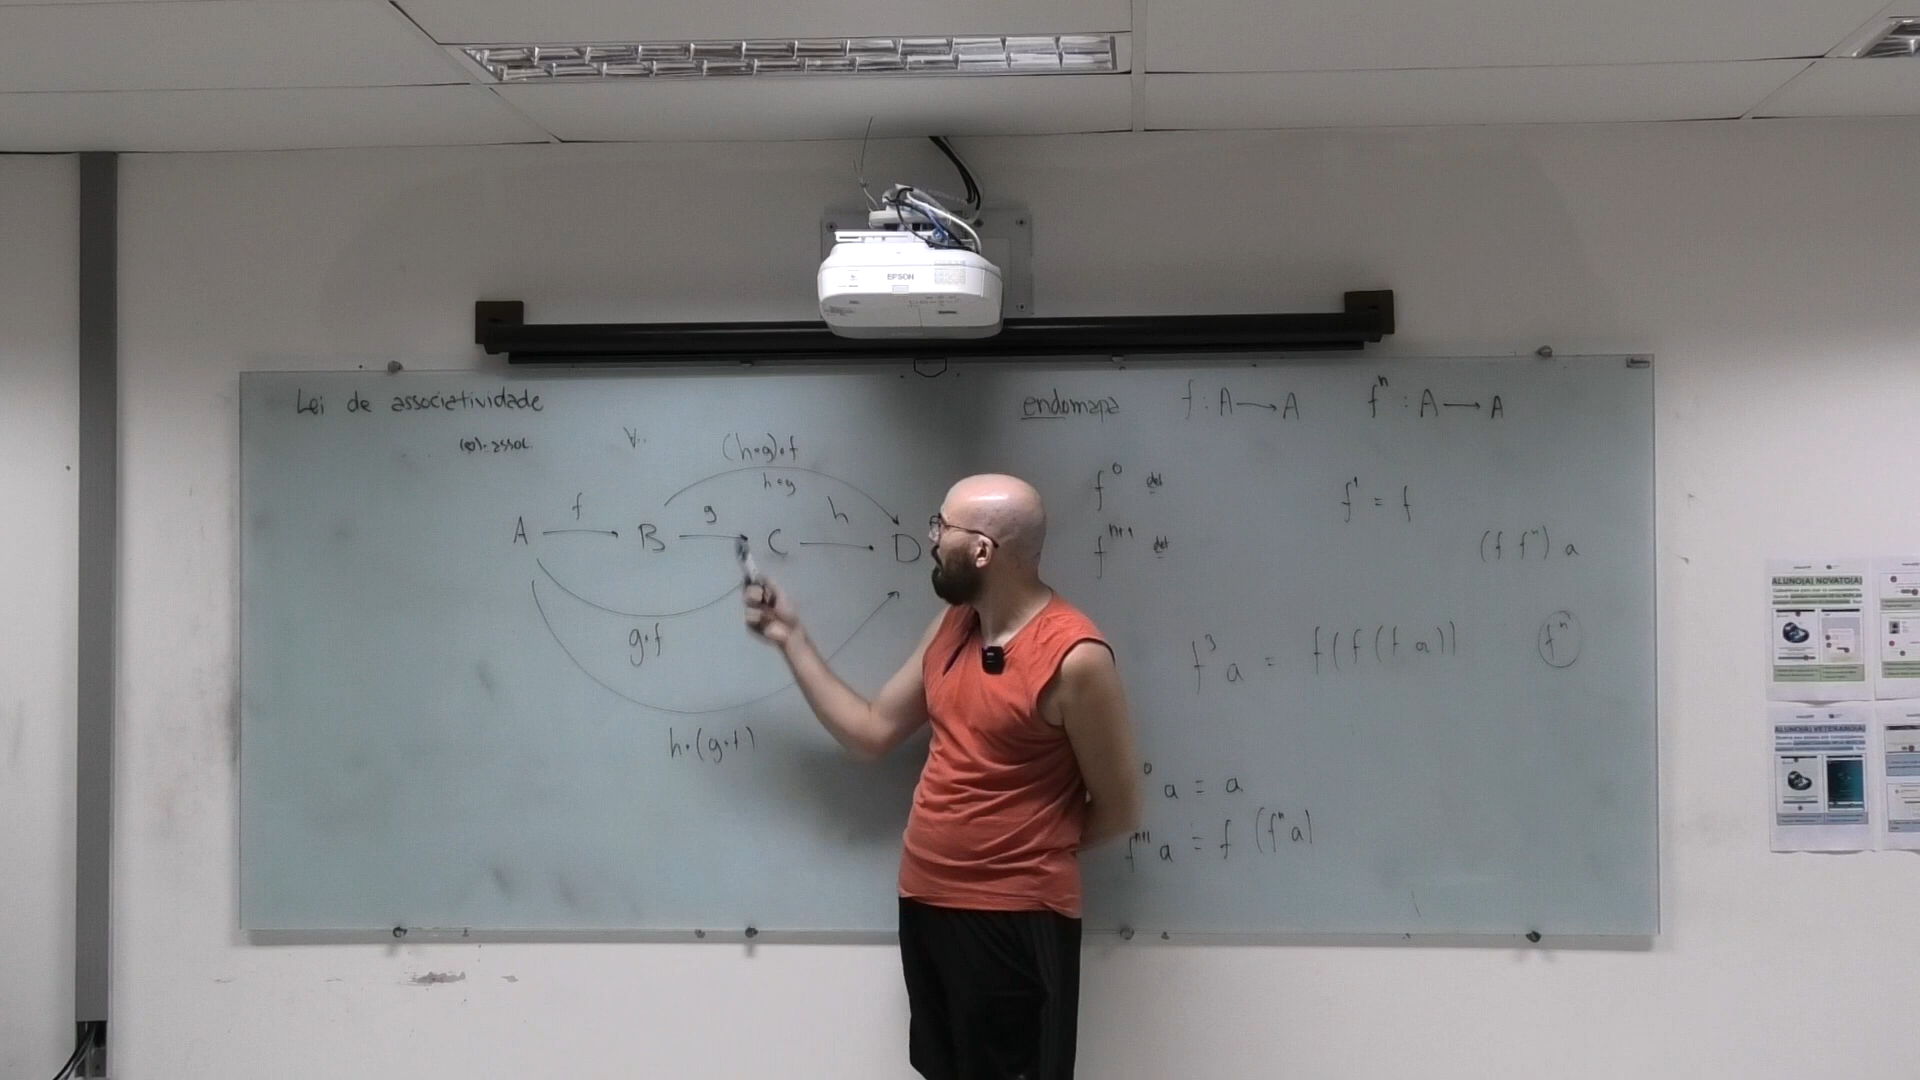 EPSON
Lei de associatividade
(∘)-assoc.
∀..
(h∘g)∘f
h∘g
f
g
h
A → B → C → D
g∘f
h∘(g∘f)
endomapa
f : A → A
fⁿ : A → A
f⁰ def
f¹ = f
fⁿ⁺¹ def
(f fⁿ) a
f³ a = f(f(f a))
fⁿ
⁰ a = a
fⁿ⁺¹ a = f (fⁿ a)
ALUNO(A) NOVATO(A)
ALUNO(A) VETERANO(A)